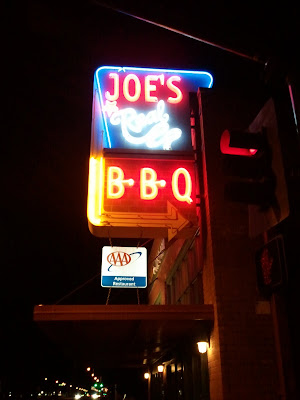 JOE'S
Real
B-B-Q
AAA
Approved
Restaurant